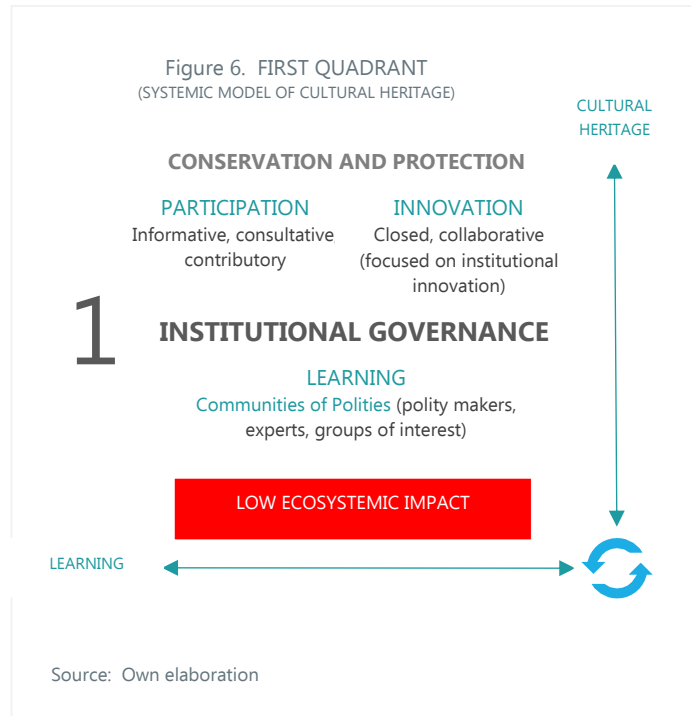 Figure 6. FIRST QUADRANT
(SYSTEMIC MODEL OF CULTURAL HERITAGE)
CULTURAL
HERITAGE
CONSERVATION AND PROTECTION
PARTICIPATION
Informative, consultative
contributory
INNOVATION
Closed, collaborative
(focused on institutional
innovation)
1
INSTITUTIONAL GOVERNANCE
LEARNING
Communities of Polities (polity makers,
experts, groups of interest)
LOW ECOSYSTEMIC IMPACT
LEARNING
Source: Own elaboration